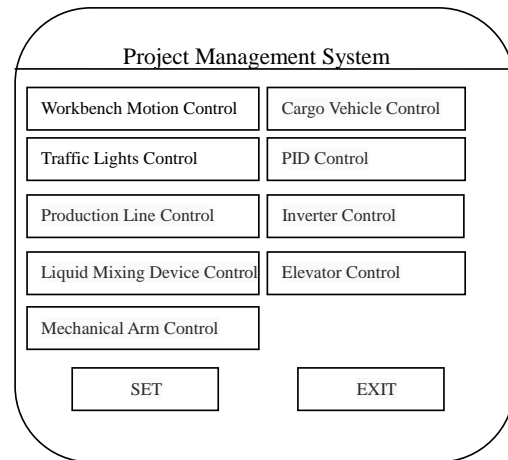 Project Management System
Workbench Motion Control
Cargo Vehicle Control
Traffic Lights Control
PID Control
Production Line Control
Inverter Control
Liquid Mixing Device Control
Elevator Control
Mechanical Arm Control
SET
EXIT